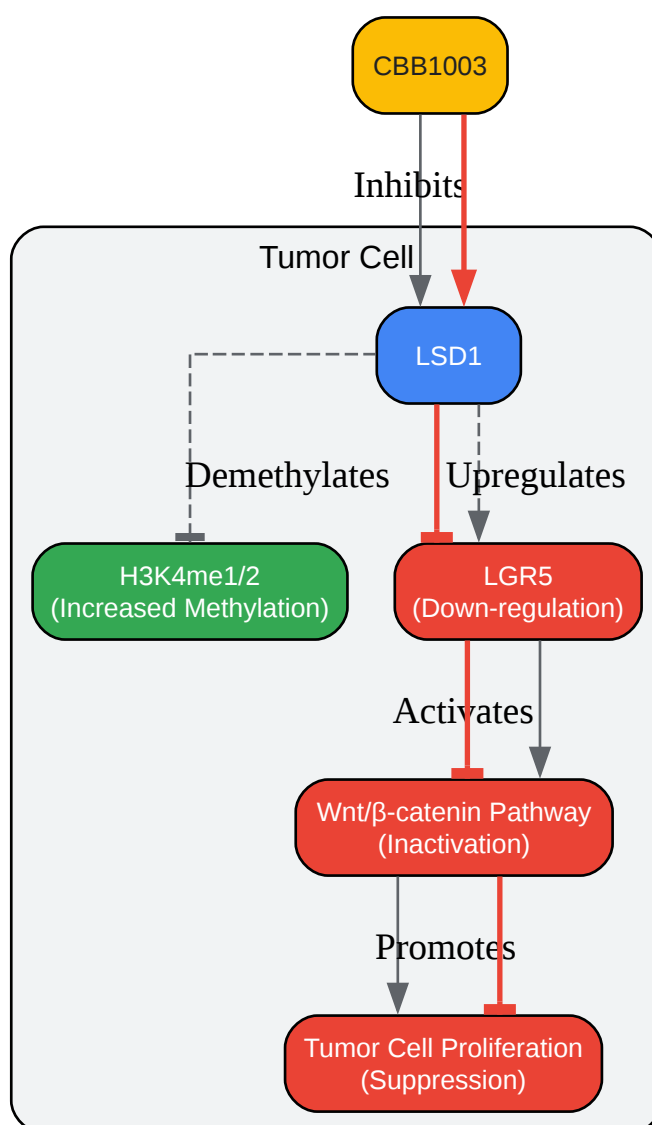 CBB1003
Inhibits
Tumor Cell
LSD1
Demethylates
Upregulates
H3K4me1/2
(Increased Methylation)
LGR5
(Down-regulation)
Activates
Wnt/β-catenin Pathway
(Inactivation)
Promotes
Tumor Cell Proliferation
(Suppression)